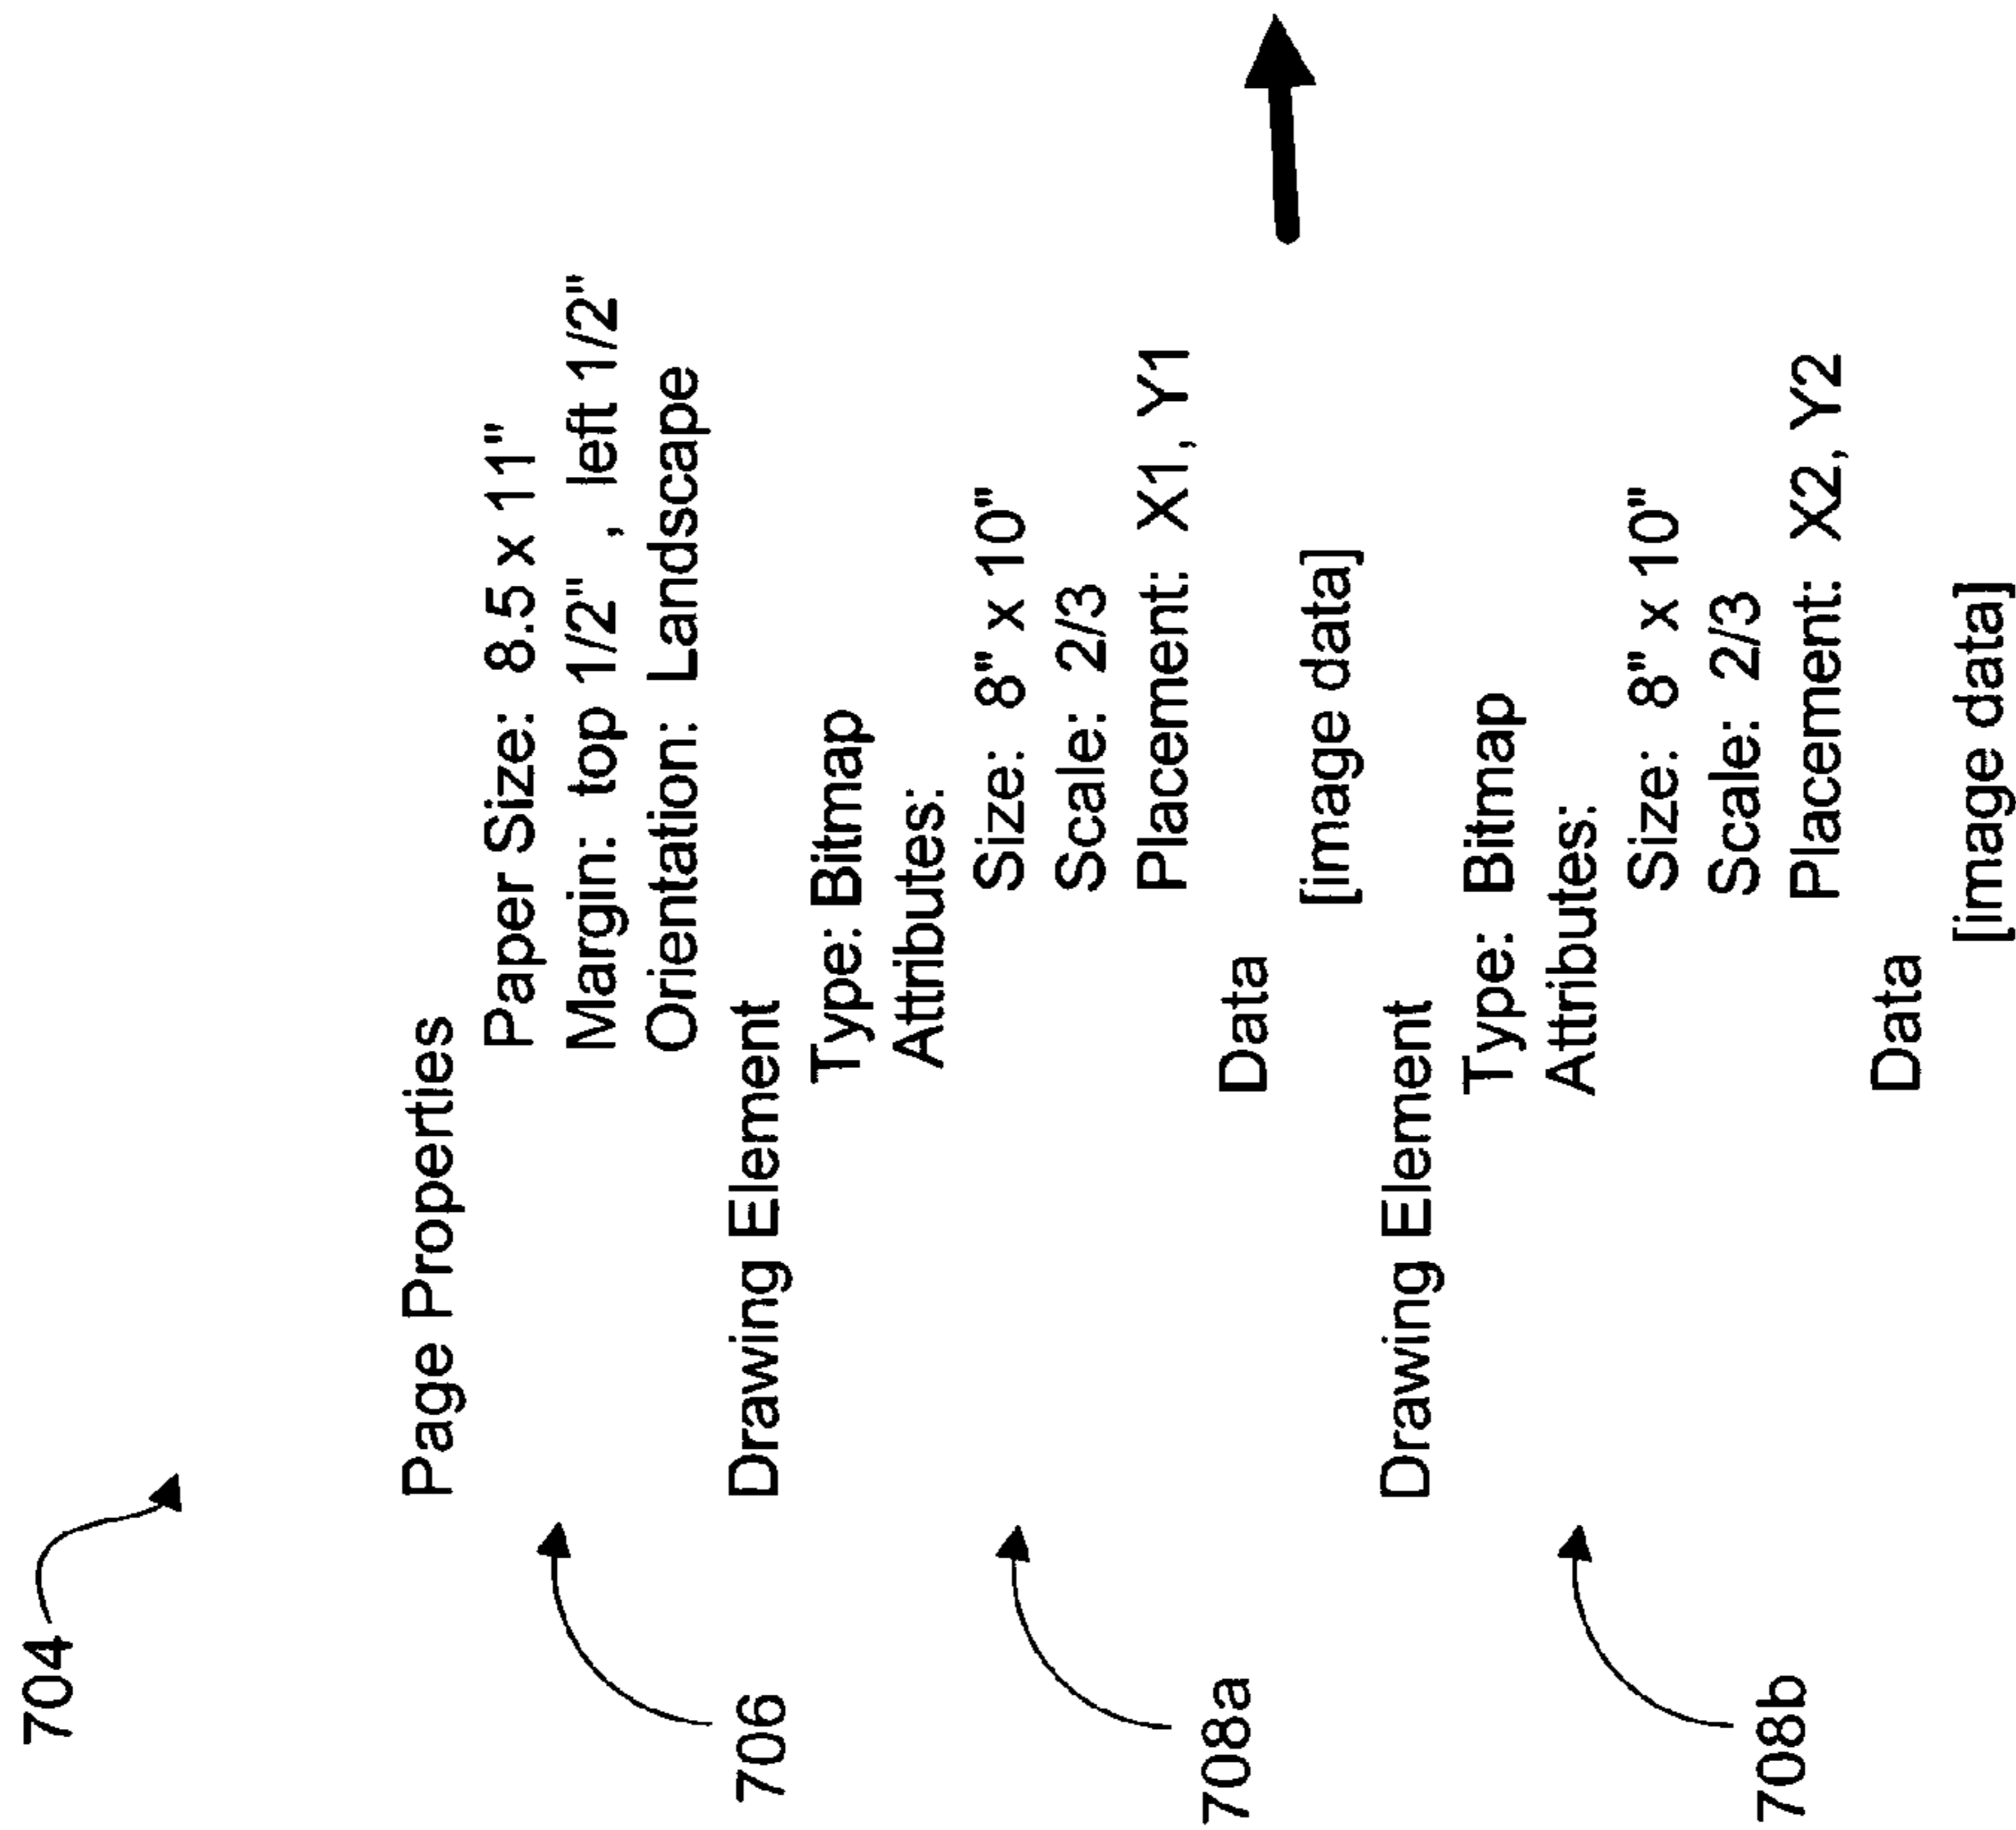 704
Page Properties
Paper Size: 8.5 x 11"
Margin: top 1/2" , left 1/2"
Orientation: Landscape
706
Drawing Element
Type: Bitmap
Attributes:
Size: 8" x 10"
Scale: 2/3
Placement: X1, Y1
Data
[image data]
708a
Drawing Element
Type: Bitmap
Attributes:
Size: 8" x 10"
Scale: 2/3
Placement: X2, Y2
Data
[image data]
708b